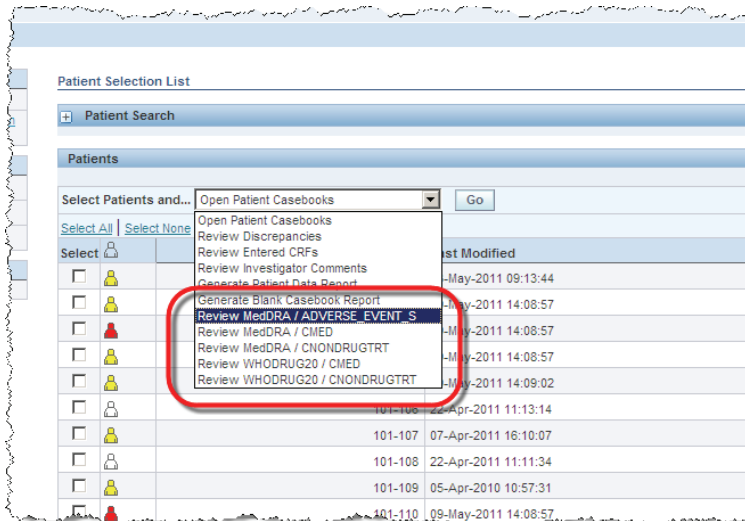 Patient Selection List
Patient Search
Patients
Select Patients and... Open Patient Casebooks Go
Open Patient Casebooks
Select All Select None
Review Discrepancies
Review Entered CRFs
Select Last Modified
Review Investigator Comments
Generate Patient Data Report
-May-2011 09:13:44
Generate Blank Casebook Report
-May-2011 14:08:57
Review MedDRA / ADVERSE_EVENT_S
Review MedDRA / CMED
-May-2011 14:08:57
Review MedDRA / CNONDRUGTRT
-May-2011 14:08:57
Review WHODRUG20 / CMED
Review WHODRUG20 / CNONDRUGTRT
-May-2011 14:09:02
101-106 22-Apr-2011 11:13:14
101-107 07-Apr-2011 16:10:07
101-108 22-Apr-2011 11:11:34
101-109 05-Apr-2010 10:57:31
101-110 09-May-2011 14:08:57